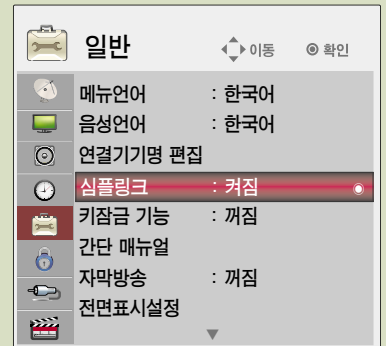 일반 이동 확인
메뉴언어 : 한국어
음성언어 : 한국어
연결기기명 편집
심플링크 : 켜짐
키잠금 기능 : 꺼짐
간단 매뉴얼
자막방송 : 꺼짐
전면표시설정